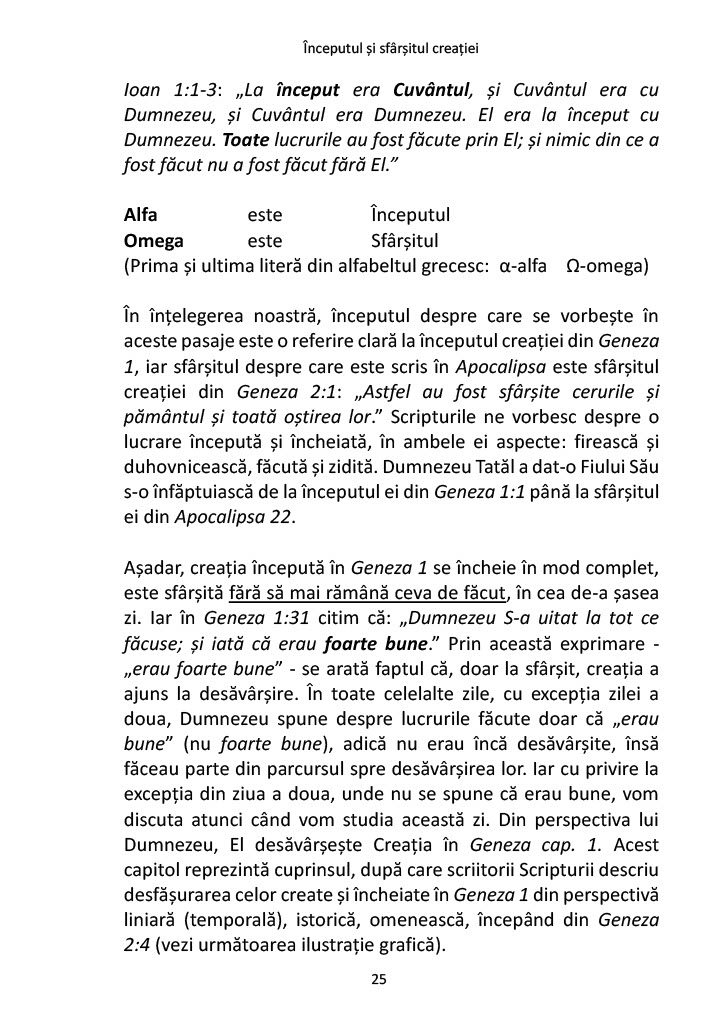 Începutul și sfârșitul creației
Ioan 1:1-3: „La început era Cuvântul, și Cuvântul era cu
Dumnezeu, și Cuvântul era Dumnezeu. El era la început cu
Dumnezeu. Toate lucrurile au fost făcute prin El; și nimic din ce a
fost făcut nu a fost făcut fără El.”
Alfa este Începutul
Omega este Sfârșitul
(Prima și ultima literă din alfabeltul grecesc: α-alfa Ω-omega)
În înțelegerea noastră, începutul despre care se vorbește în
aceste pasaje este o referire clară la începutul creației din Geneza
1, iar sfârșitul despre care este scris în Apocalipsa este sfârșitul
creației din Geneza 2:1: „Astfel au fost sfârșite cerurile și
pământul și toată oștirea lor.” Scripturile ne vorbesc despre o
lucrare începută și încheiată, în ambele ei aspecte: firească și
duhovnicească, făcută și zidită. Dumnezeu Tatăl a dat-o Fiului Său
s-o înfăptuiască de la începutul ei din Geneza 1:1 până la sfârșitul
ei din Apocalipsa 22.
Așadar, creația începută în Geneza 1 se încheie în mod complet,
este sfârșită fără să mai rămână ceva de făcut, în cea de-a șasea
zi. Iar în Geneza 1:31 citim că: „Dumnezeu S-a uitat la tot ce
făcuse; și iată că erau foarte bune.” Prin această exprimare -
„erau foarte bune” - se arată faptul că, doar la sfârșit, creația a
ajuns la desăvârșire. În toate celelalte zile, cu excepția zilei a
doua, Dumnezeu spune despre lucrurile făcute doar că „erau
bune” (nu foarte bune), adică nu erau încă desăvârșite, însă
făceau parte din parcursul spre desăvârșirea lor. Iar cu privire la
excepția din ziua a doua, unde nu se spune că erau bune, vom
discuta atunci când vom studia această zi. Din perspectiva lui
Dumnezeu, El desăvârșește Creația în Geneza cap. 1. Acest
capitol reprezintă cuprinsul, după care scriitorii Scripturii descriu
desfășurarea celor create și încheiate în Geneza 1 din perspectivă
liniară (temporală), istorică, omenească, începând din Geneza
2:4 (vezi următoarea ilustrație grafică).
25